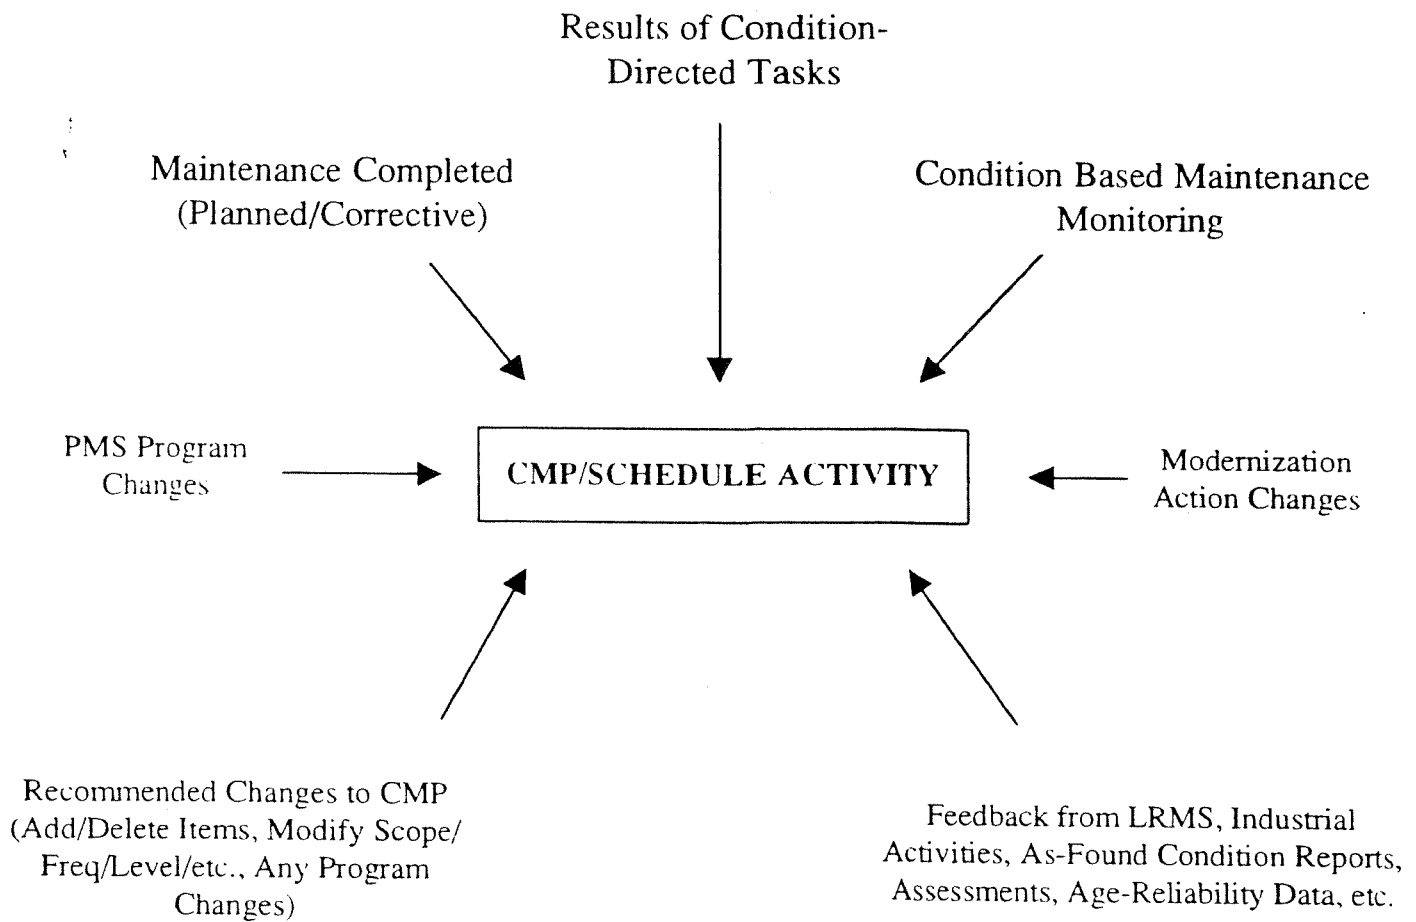 Results of Condition-
Directed Tasks
Maintenance Completed
(Planned/Corrective)
Condition Based Maintenance
Monitoring
PMS Program
Changes
CMP/SCHEDULE ACTIVITY
Modernization
Action Changes
Recommended Changes to CMP
(Add/Delete Items, Modify Scope/
Freq/Level/etc., Any Program
Changes)
Feedback from LRMS, Industrial
Activities, As-Found Condition Reports,
Assessments, Age-Reliability Data, etc.